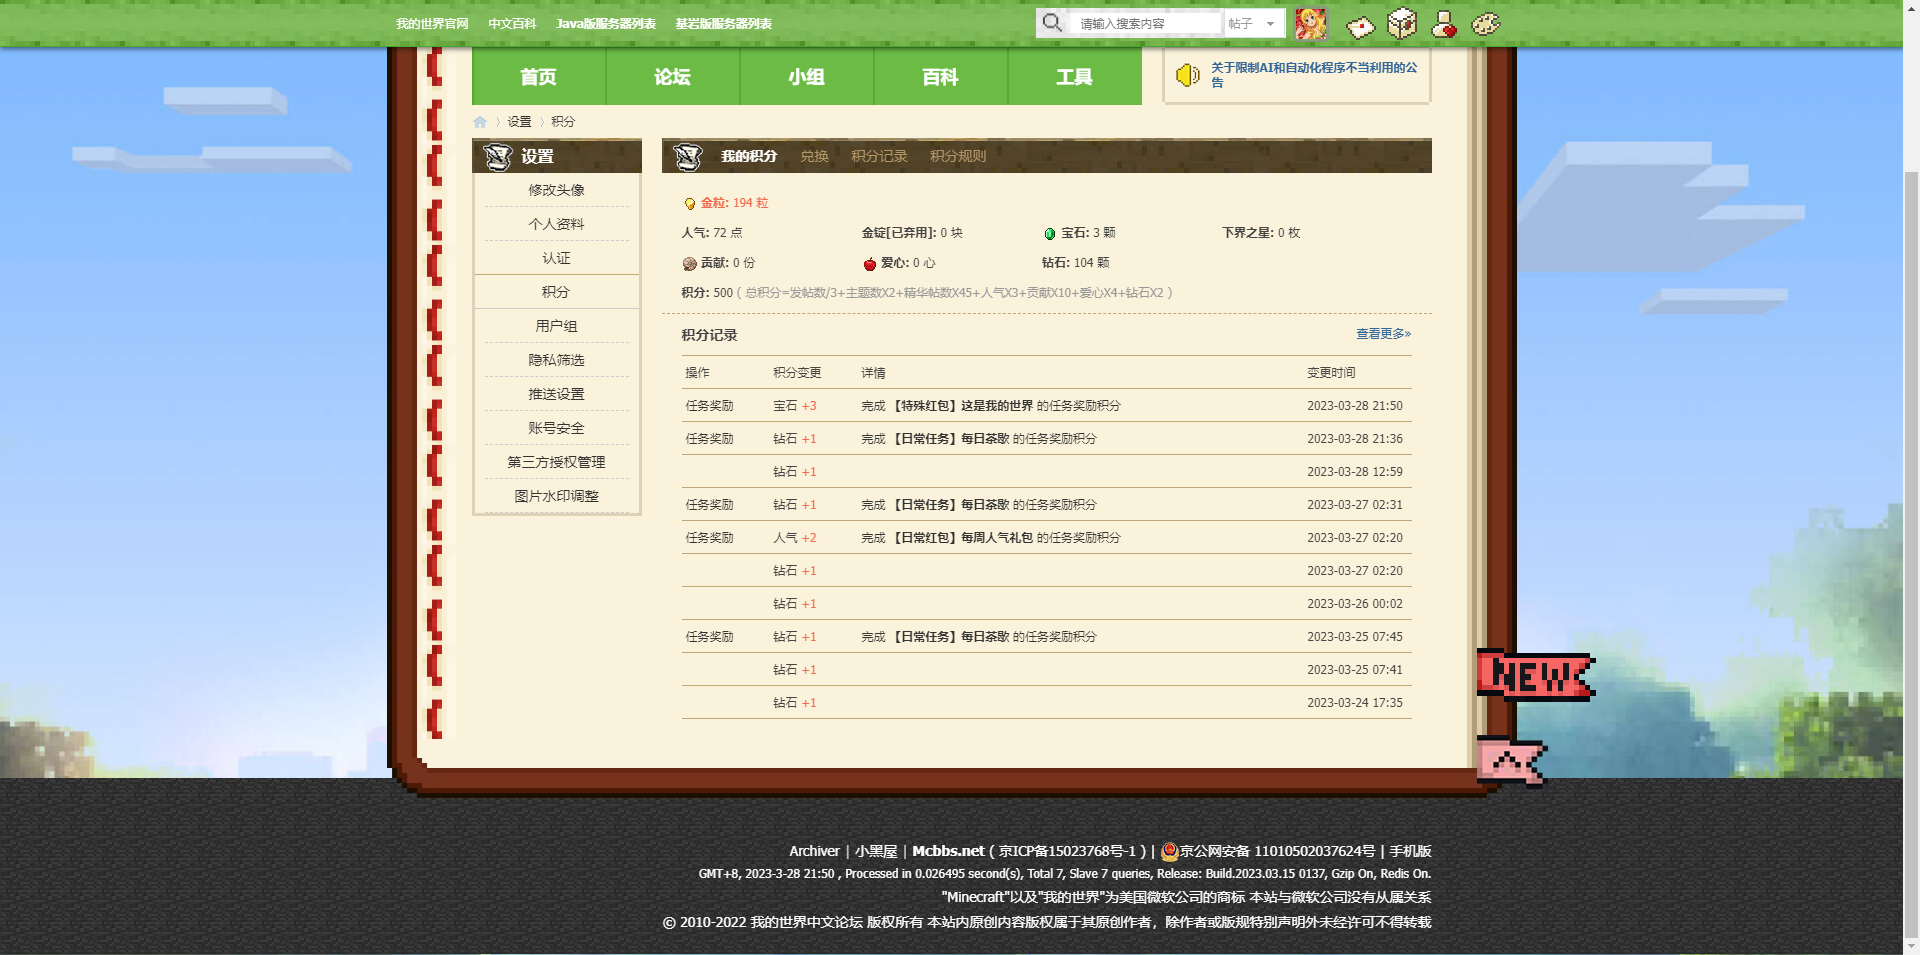 我的世界官网 中文百科 Java版服务器列表 基岩版服务器列表 请输入搜索内容 帖子
首页 论坛 小组 百科 工具
关于限制AI和自动化程序不当利用的公
告
设置 积分
设置
修改头像
个人资料
认证
积分
用户组
隐私筛选
推送设置
账号安全
第三方授权管理
图片水印调整
我的积分 兑换 积分记录 积分规则
金粒: 194 粒
人气: 72 点 金锭[已弃用]: 0 块 宝石: 3 颗 下界之星: 0 枚
贡献: 0 份 爱心: 0 心 钻石: 104 颗
积分: 500 ( 总积分=发帖数/3+主题数X2+精华帖数X45+人气X3+贡献X10+爱心X4+钻石X2 )
积分记录 查看更多»
操作 积分变更 详情 变更时间
任务奖励 宝石 +3 完成 【特殊红包】这是我的世界 的任务奖励积分 2023-03-28 21:50
任务奖励 钻石 +1 完成 【日常任务】每日茶歇 的任务奖励积分 2023-03-28 21:36
钻石 +1 2023-03-28 12:59
任务奖励 钻石 +1 完成 【日常任务】每日茶歇 的任务奖励积分 2023-03-27 02:31
任务奖励 人气 +2 完成 【日常红包】每周人气礼包 的任务奖励积分 2023-03-27 02:20
钻石 +1 2023-03-27 02:20
钻石 +1 2023-03-26 00:02
任务奖励 钻石 +1 完成 【日常任务】每日茶歇 的任务奖励积分 2023-03-25 07:45
钻石 +1 2023-03-25 07:41
钻石 +1 2023-03-24 17:35
NEW
Archiver | 小黑屋 | Mcbbs.net ( 京ICP备15023768号-1 ) | 京公网安备 11010502037624号 | 手机版
GMT+8, 2023-3-28 21:50 , Processed in 0.026495 second(s), Total 7, Slave 7 queries, Release: Build.2023.03.15 0137, Gzip On, Redis On.
"Minecraft"以及"我的世界"为美国微软公司的商标 本站与微软公司没有从属关系
© 2010-2022 我的世界中文论坛 版权所有 本站内原创内容版权属于其原创作者，除作者或版规特别声明外未经许可不得转载